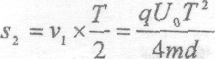 s₂ = v₁ × T/2 = qU₀T²/4md